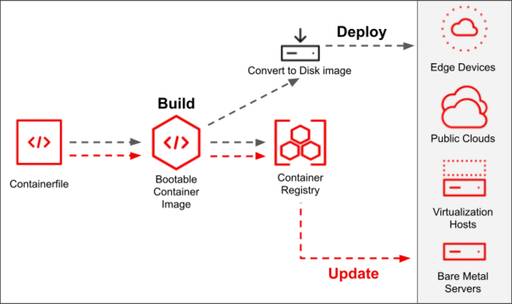 Deploy
Convert to Disk image
Edge Devices
Build
</>
</>
Public Clouds
Containerfile
Bootable
Container
Image
Container
Registry
Virtualization
Hosts
Update
Bare Metal
Servers